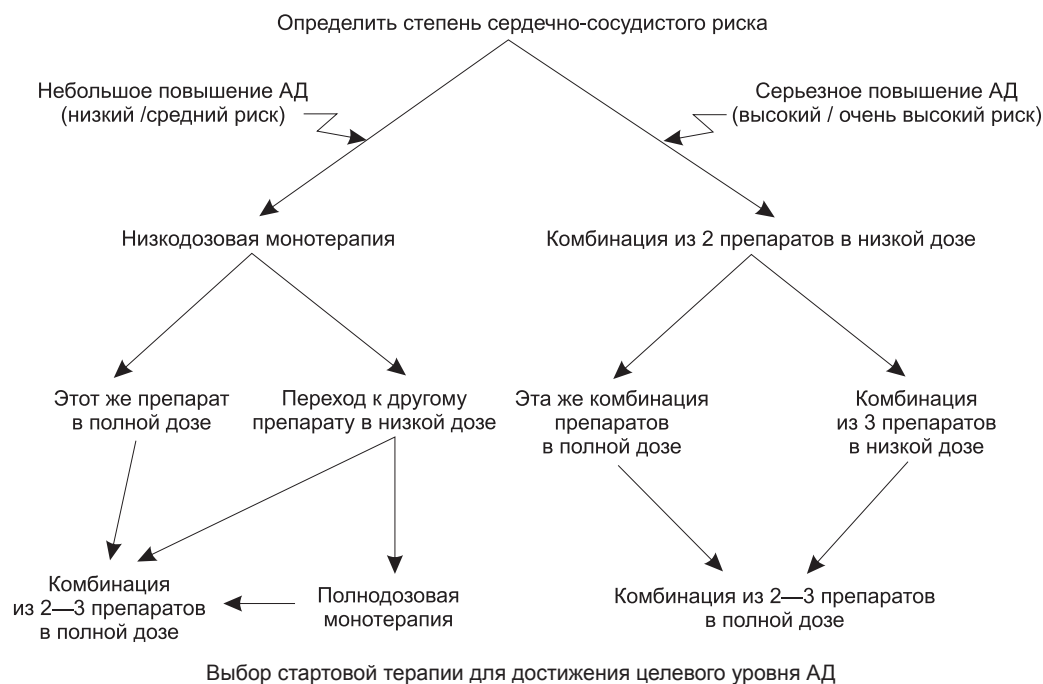 Определить степень сердечно-сосудистого риска
Небольшое повышение АД
(низкий /средний риск)
Серьезное повышение АД
(высокий / очень высокий риск)
Низкодозовая монотерапия
Комбинация из 2 препаратов в низкой дозе
Этот же препарат
в полной дозе
Переход к другому
препарату в низкой дозе
Эта же комбинация
препаратов
в полной дозе
Комбинация
из 3 препаратов
в низкой дозе
Комбинация
из 2—3 препаратов
в полной дозе
Полнодозовая
монотерапия
Комбинация из 2—3 препаратов
в полной дозе
Выбор стартовой терапии для достижения целевого уровня АД